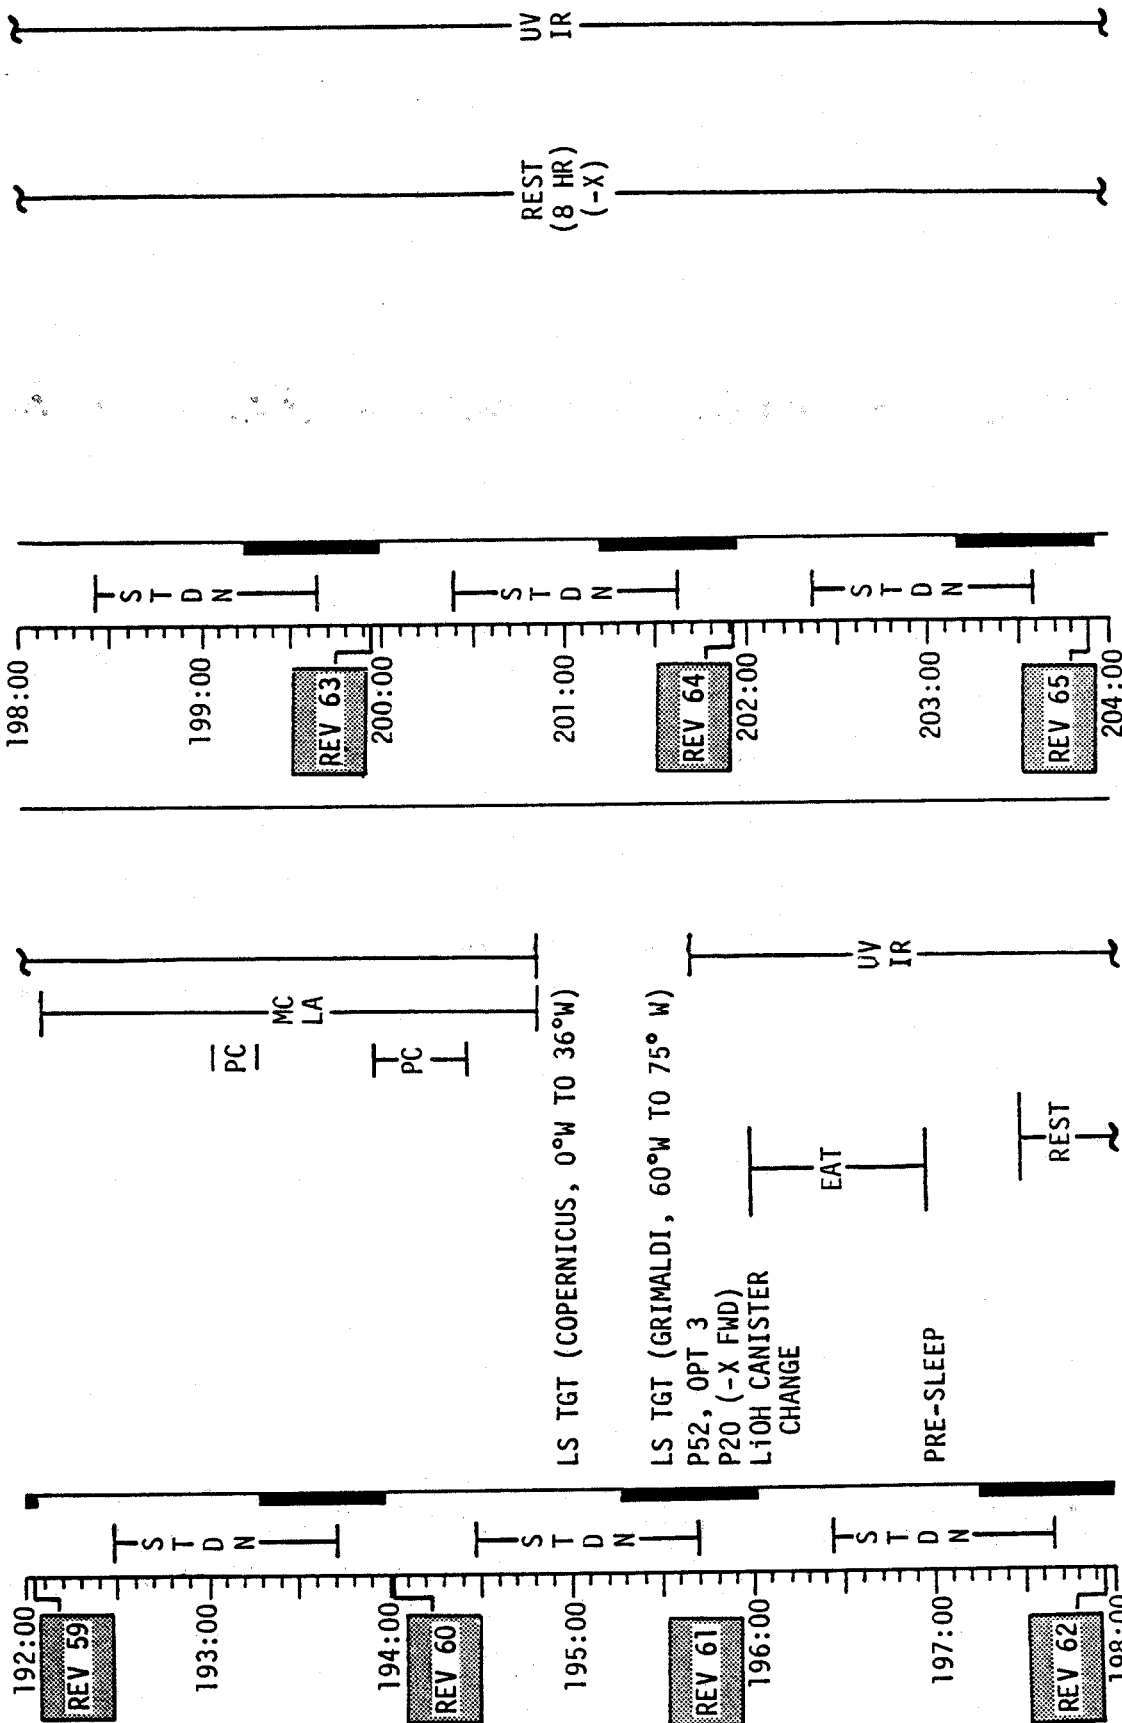 192:00
REV 59
193:00
194:00
REV 60
195:00
REV 61
196:00
197:00
REV 62
198:00
STDN
STDN
STDN
LS TGT (COPERNICUS, 0°W TO 36°W)
LS TGT (GRIMALDI, 60°W TO 75° W)
P52, OPT 3
P20 (-X FWD)
LiOH CANISTER
CHANGE
PRE-SLEEP
EAT
REST
PC
PC
MC
LA
UV
IR
198:00
199:00
REV 63
200:00
201:00
REV 64
202:00
203:00
REV 65
204:00
STDN
STDN
STDN
REST
(8 HR)
(-X)
UV
IR